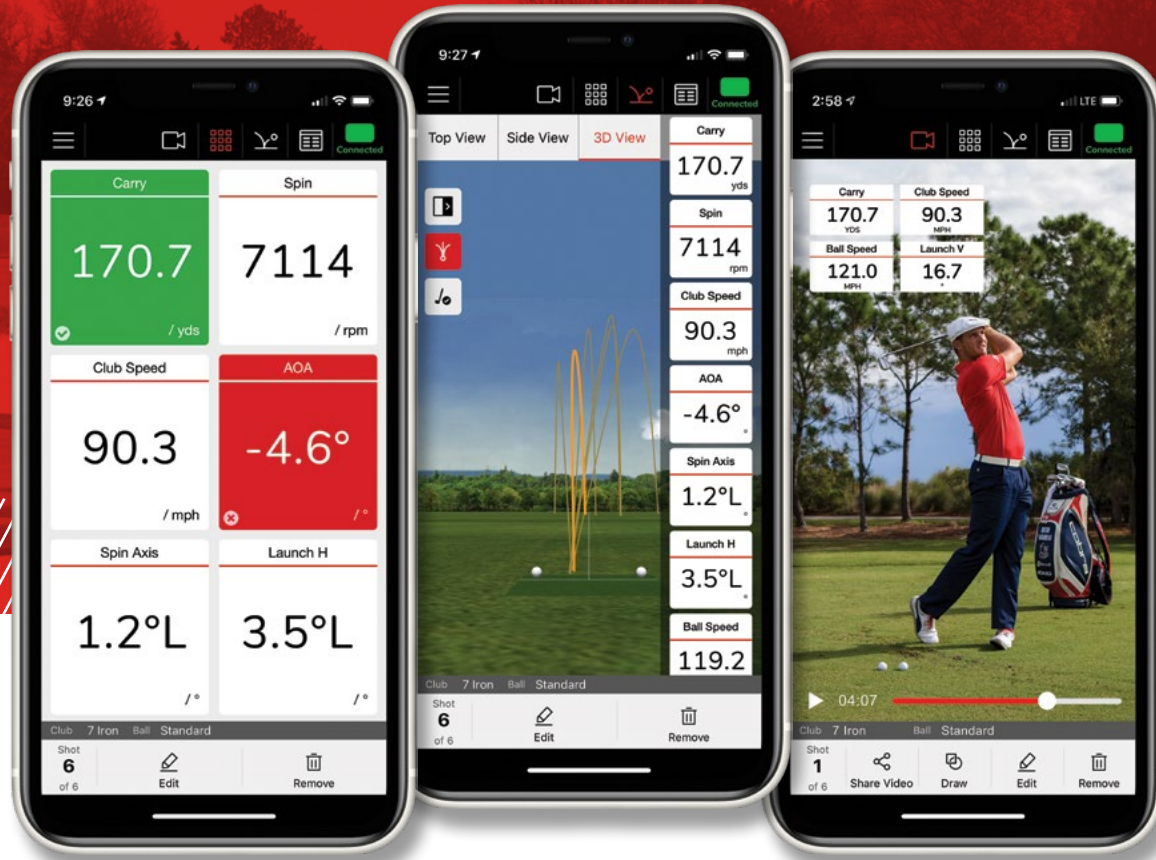 9:26
Connected
Carry
170.7
/ yds
Spin
7114
/ rpm
Club Speed
90.3
/ mph
AOA
-4.6°
/ °
Spin Axis
1.2°L
/ °
Launch H
3.5°L
/ °
Club 7 Iron Ball Standard
Shot
6
of 6
Edit
Remove
9:27
Connected
Top View Side View 3D View
Carry
170.7
yds
Spin
7114
rpm
Club Speed
90.3
mph
AOA
-4.6°
°
Spin Axis
1.2°L
°
Launch H
3.5°L
°
Ball Speed
119.2
Club 7 Iron Ball Standard
Shot
6
of 6
Edit
Remove
2:58
LTE
Connected
Carry
170.7
YDS
Club Speed
90.3
MPH
Ball Speed
121.0
MPH
Launch V
16.7
°
cobra
04:07
Club 7 Iron Ball Standard
Shot
1
of 6
Share Video
Draw
Edit
Remove